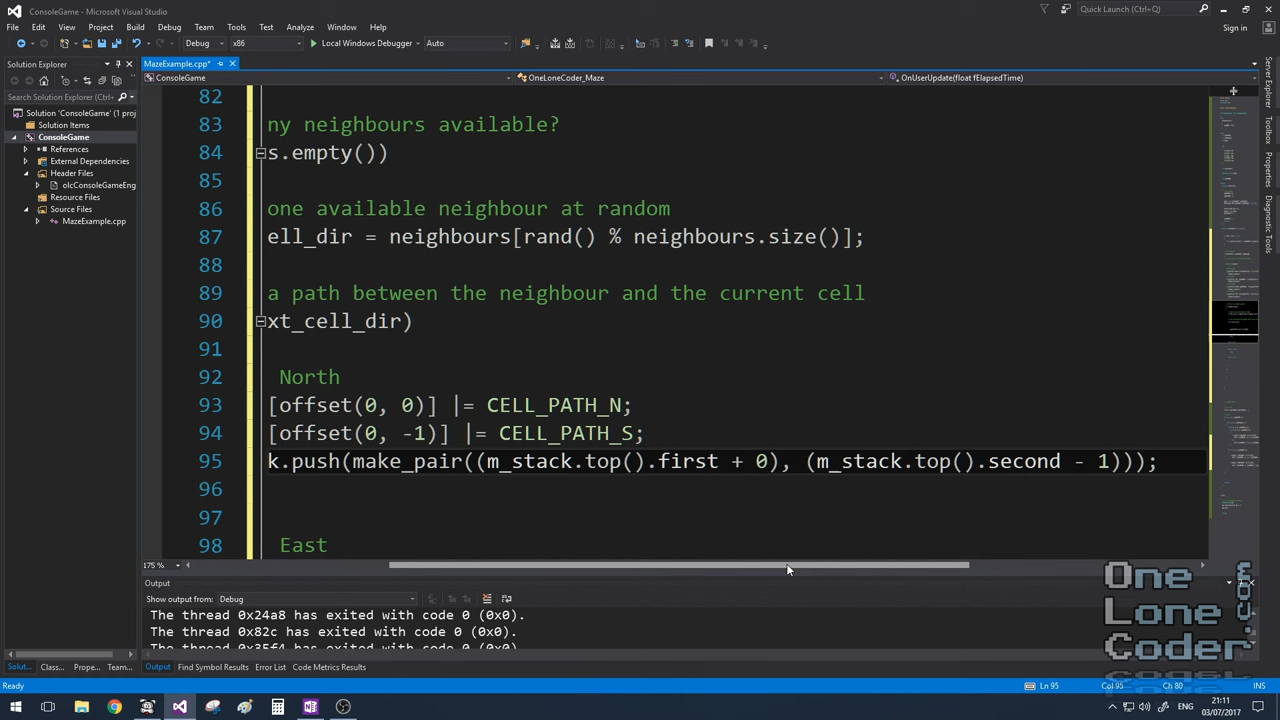 ConsoleGame - Microsoft Visual Studio
Quick Launch (Ctrl+Q)
File Edit View Project Build Debug Team Tools Test Analyze Window Help
Sign in
Debug x86 Local Windows Debugger Auto
Solution Explorer
MazeExample.cpp*
ConsoleGame
OneLoneCoder_Maze
OnUserUpdate(float fElapsedTime)
Search Solution Explorer (Ctrl+
Solution 'ConsoleGame' (1 proj
Solution Items
ConsoleGame
References
External Dependencies
Header Files
olcConsoleGameEng
Resource Files
Source Files
MazeExample.cpp
82
83 ny neighbours available?
84 s.empty())
85
86 one available neighbour at random
87 ell_dir = neighbours[rand() % neighbours.size()];
88
89 a path between the neighbour and the current cell
90 xt_cell_dir)
91
92 North
93 [offset(0, 0)] |= CELL_PATH_N;
94 [offset(0, -1)] |= CELL_PATH_S;
95 k.push(make_pair((m_stack.top().first + 0), (m_stack.top().second - 1)));
96
97
98 East
175 %
Output
Show output from: Debug
The thread 0x24a8 has exited with code 0 (0x0).
The thread 0x82c has exited with code 0 (0x0).
The thread 0x35f4 has exited with code 0 (0x0).
Server Explorer
Properties
Diagnostic Tools
Solut... Class... Prope... Team...
Output Find Symbol Results Error List Code Metrics Results
Ready
Ln 95 Col 95 Ch 80 INS
One
Lone
Coder
ENG
21:11
03/07/2017